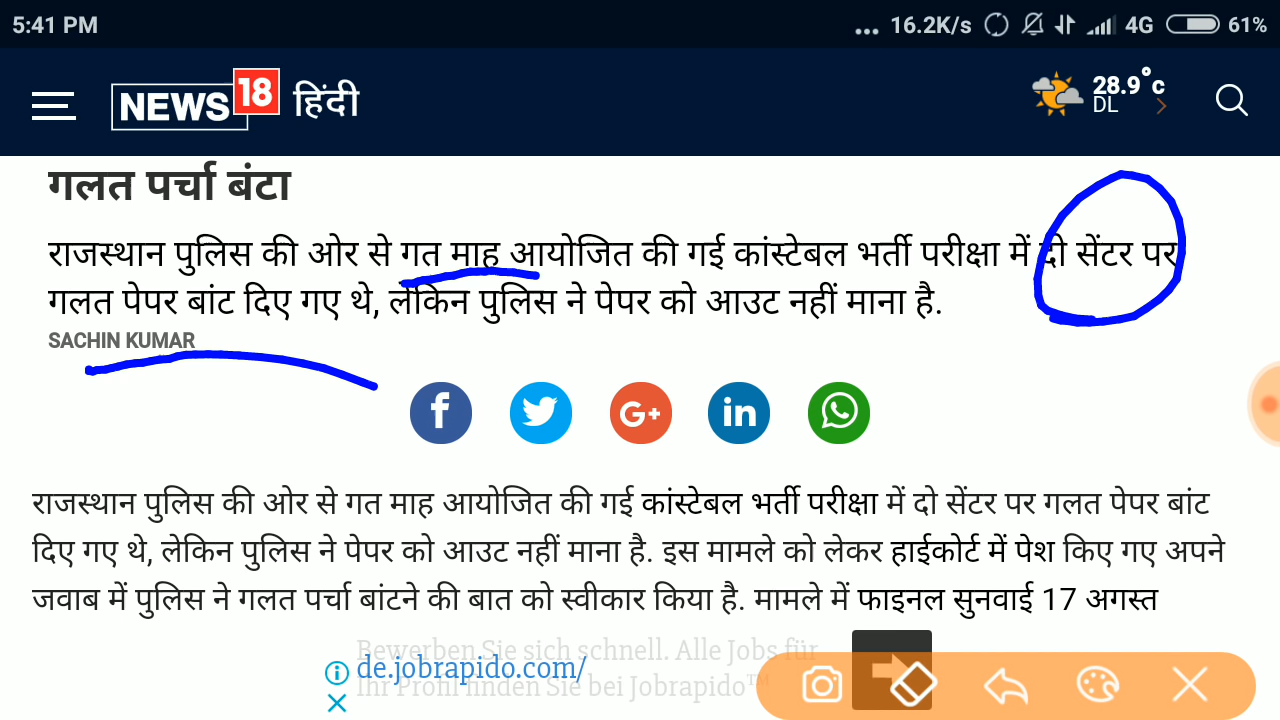 5:41 PM
... 16.2K/s 4G 61%
NEWS 18 हिंदी
28.9°c
DL
गलत पर्चा बंटा
राजस्थान पुलिस की ओर से गत माह आयोजित की गई कांस्टेबल भर्ती परीक्षा में दो सेंटर पर
गलत पेपर बांट दिए गए थे, लेकिन पुलिस ने पेपर को आउट नहीं माना है.
SACHIN KUMAR
f G+ in
राजस्थान पुलिस की ओर से गत माह आयोजित की गई कांस्टेबल भर्ती परीक्षा में दो सेंटर पर गलत पेपर बांट
दिए गए थे, लेकिन पुलिस ने पेपर को आउट नहीं माना है. इस मामले को लेकर हाईकोर्ट में पेश किए गए अपने
जवाब में पुलिस ने गलत पर्चा बांटने की बात को स्वीकार किया है. मामले में फाइनल सुनवाई 17 अगस्त
Bewerben Sie sich schnell. Alle Jobs für
de.jobrapido.com/
Ihr Profil finden Sie bei Jobrapido™